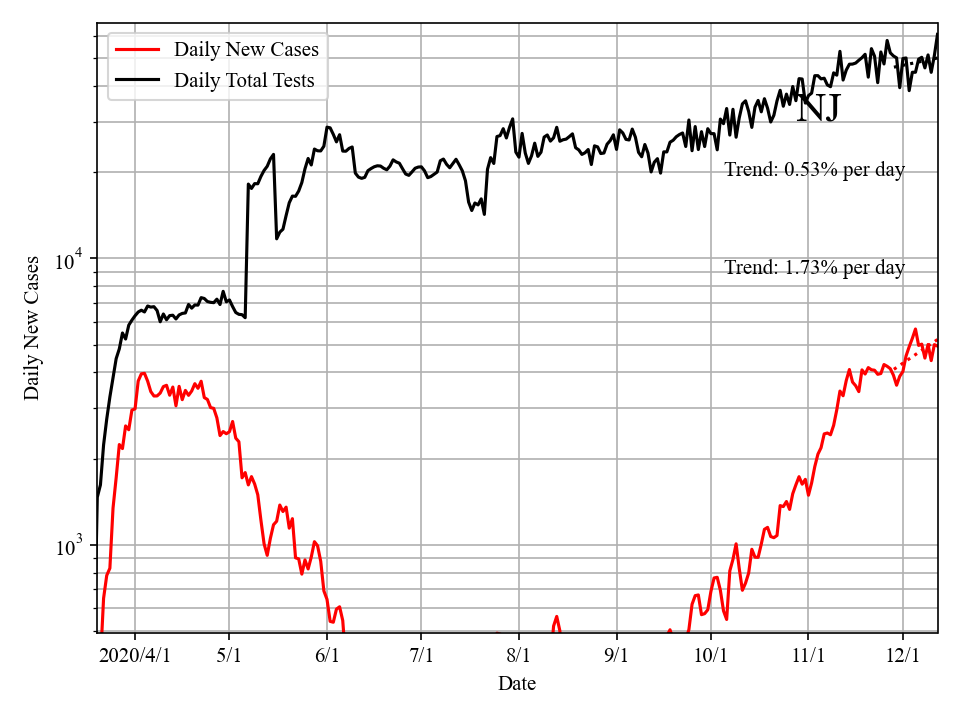 Daily New Cases
Daily Total Tests
NJ
Trend: 0.53% per day
Trend: 1.73% per day
10^4
10^3
Daily New Cases
2020/4/1 5/1 6/1 7/1 8/1 9/1 10/1 11/1 12/1
Date